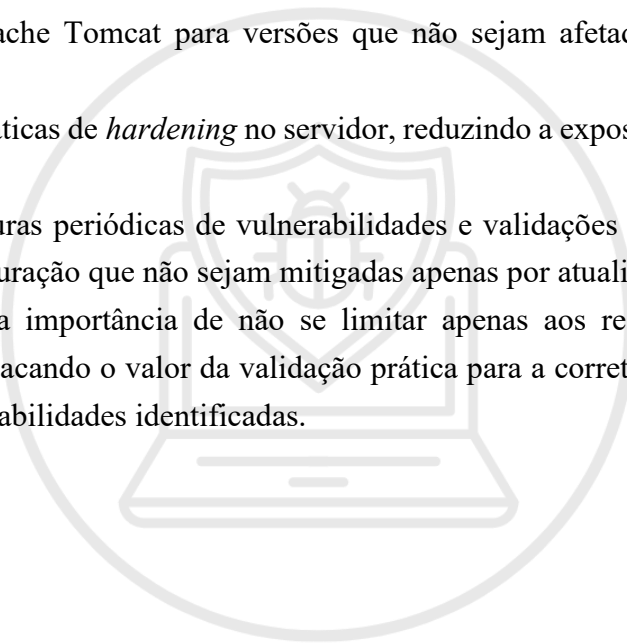 ache Tomcat para versões que não sejam afetad
áticas de hardening no servidor, reduzindo a expos
uras periódicas de vulnerabilidades e validações
uração que não sejam mitigadas apenas por atuali
a importância de não se limitar apenas aos re
acando o valor da validação prática para a corret
abilidades identificadas.